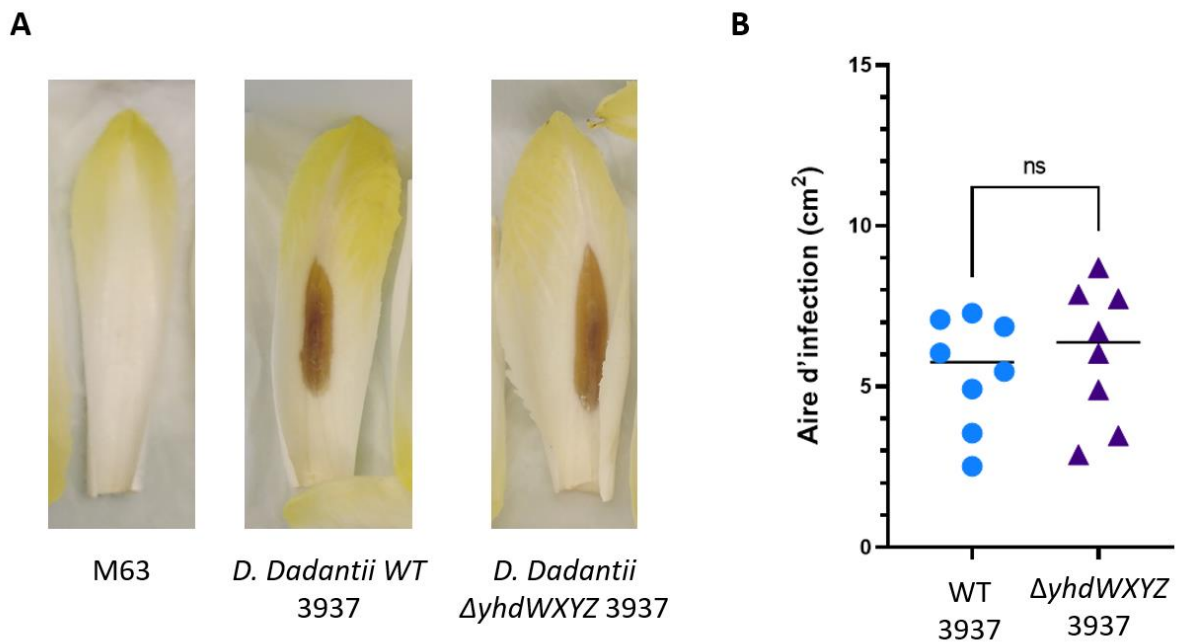 A
B
M63
D. Dadantii WT
3937
D. Dadantii
ΔyhdWXYZ 3937
Aire d'infection (cm²)
15
10
5
0
ns
WT
3937
ΔyhdWXYZ
3937